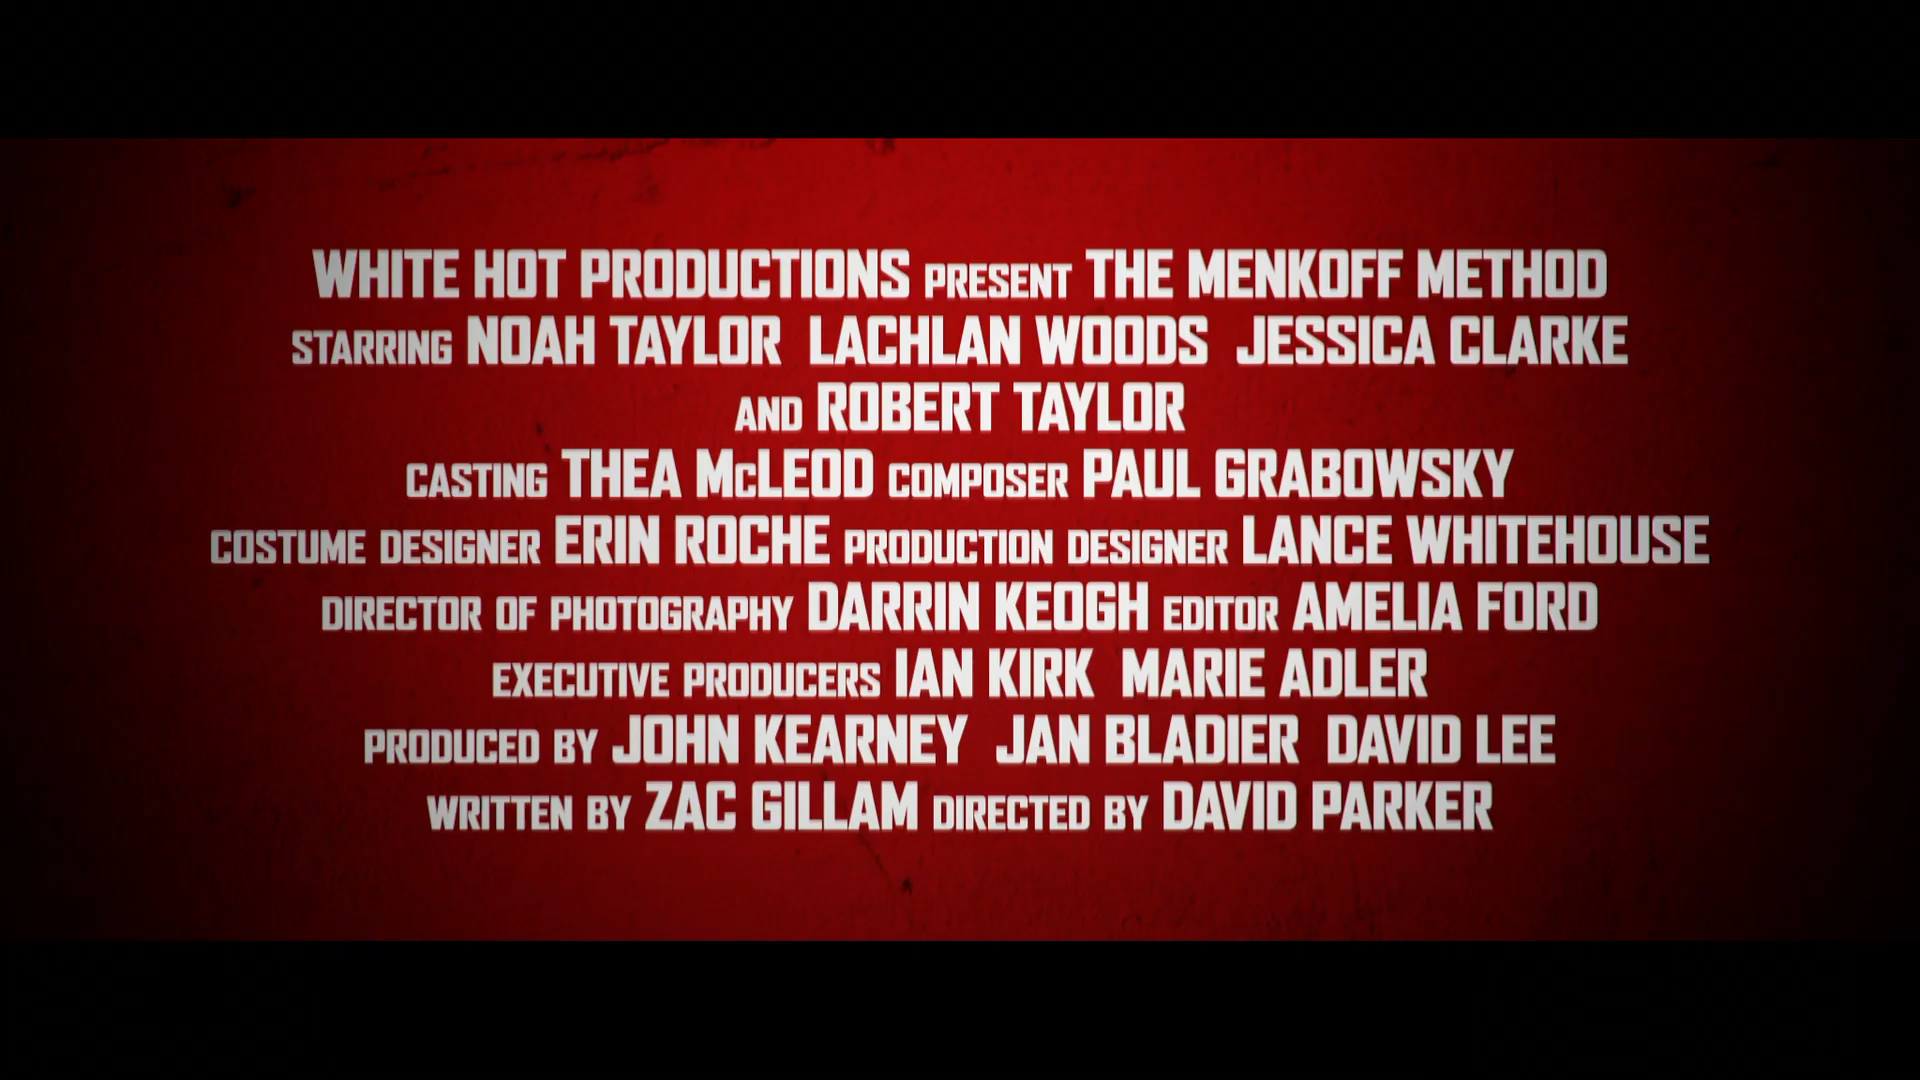 WHITE HOT PRODUCTIONS PRESENT THE MENKOFF METHOD
STARRING NOAH TAYLOR LACHLAN WOODS JESSICA CLARKE
AND ROBERT TAYLOR
CASTING THEA McLEOD COMPOSER PAUL GRABOWSKY
COSTUME DESIGNER ERIN ROCHE PRODUCTION DESIGNER LANCE WHITEHOUSE
DIRECTOR OF PHOTOGRAPHY DARRIN KEOGH EDITOR AMELIA FORD
EXECUTIVE PRODUCERS IAN KIRK MARIE ADLER
PRODUCED BY JOHN KEARNEY JAN BLADIER DAVID LEE
WRITTEN BY ZAC GILLAM DIRECTED BY DAVID PARKER